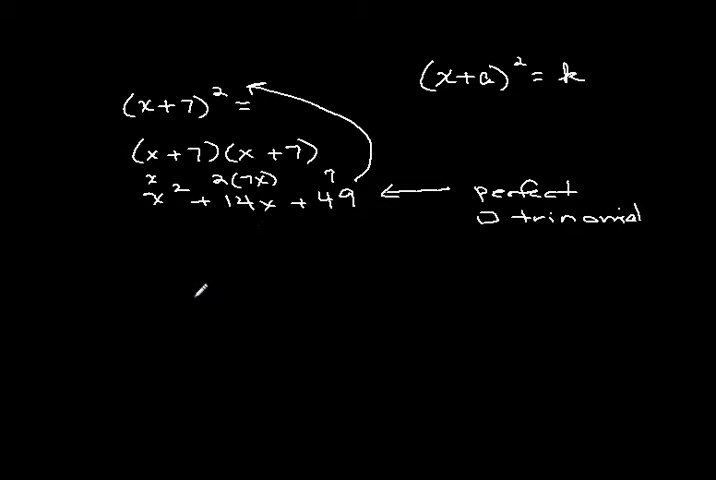 (x+7)² =
(x+7)(x+7)
x 2(7x) 7
x² + 14x + 49
(x+a)² = k
perfect
□ trinomial